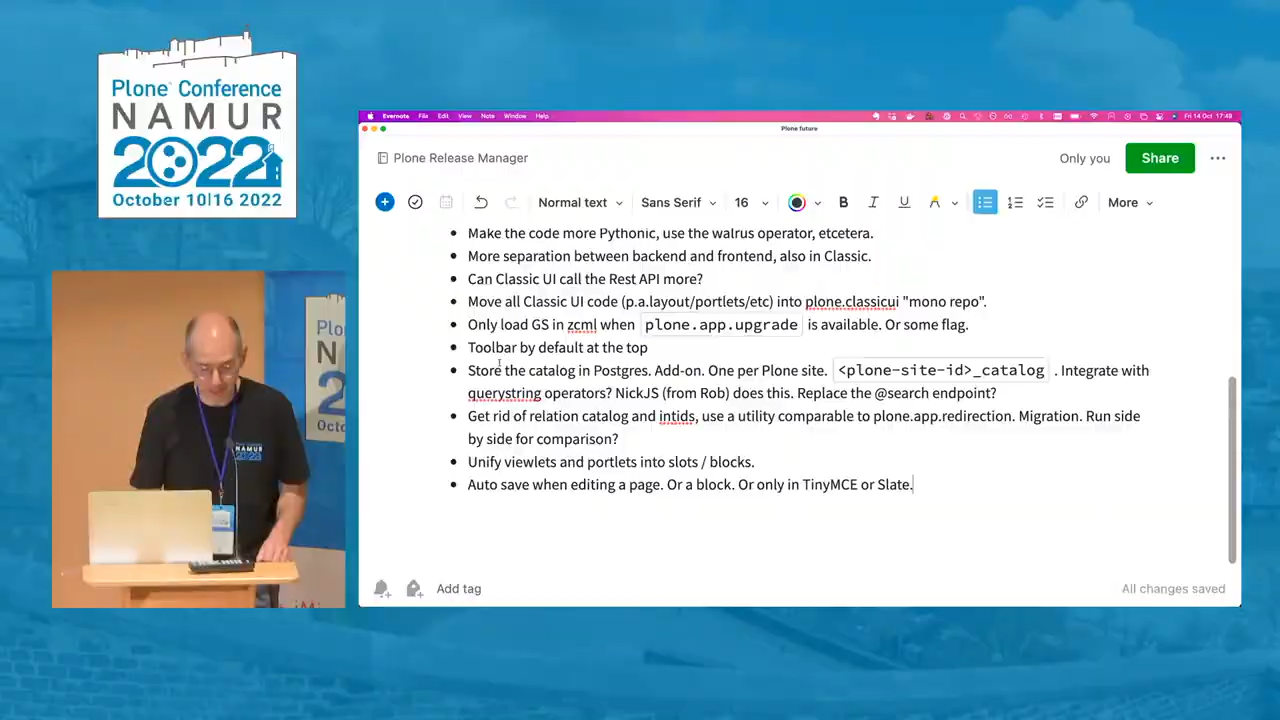 Plone Conference
NAMUR
2022
October 10|16 2022
Evernote File Edit View Note Window Help
Fri 14 Oct 17:49
Plone future
Plone Release Manager
Only you
Share
Normal text
Sans Serif
16
B
I
U
A
More
Make the code more Pythonic, use the walrus operator, etcetera.
More separation between backend and frontend, also in Classic.
Can Classic UI call the Rest API more?
Move all Classic UI code (p.a.layout/portlets/etc) into plone.classicui "mono repo".
Only load GS in zcml when plone.app.upgrade is available. Or some flag.
Toolbar by default at the top
Store the catalog in Postgres. Add-on. One per Plone site. <plone-site-id>_catalog . Integrate with
querystring operators? NickJS (from Rob) does this. Replace the @search endpoint?
Get rid of relation catalog and intids, use a utility comparable to plone.app.redirection. Migration. Run side
by side for comparison?
Unify viewlets and portlets into slots / blocks.
Auto save when editing a page. Or a block. Or only in TinyMCE or Slate.
Add tag
All changes saved